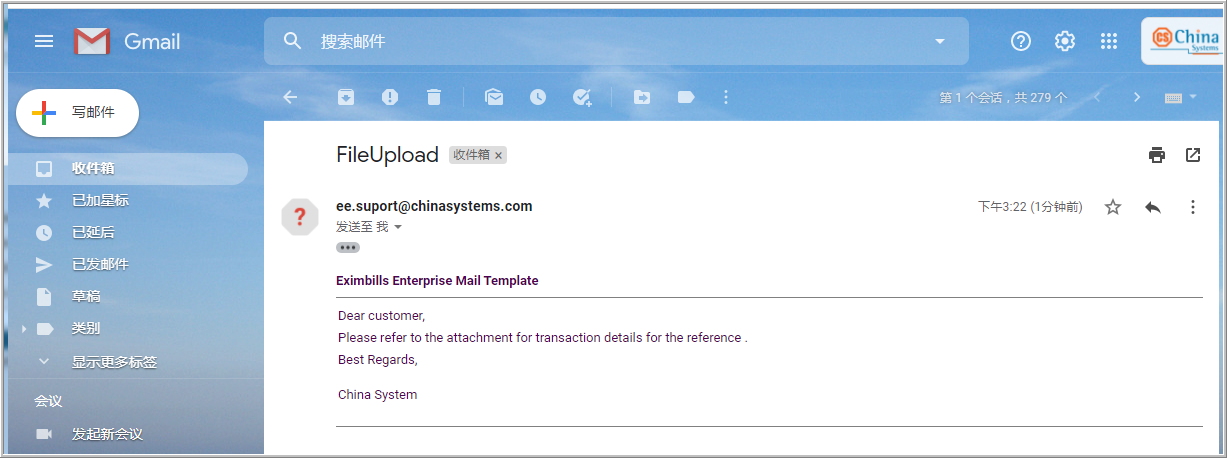 Gmail
搜索邮件
CS China
Systems
写邮件
第 1 个会话，共 279 个
收件箱
已加星标
已延后
已发邮件
草稿
类别
显示更多标签
会议
发起新会议
FileUpload 收件箱 ×
ee.suport@chinasystems.com
下午3:22 (1分钟前)
发送至 我
Eximbills Enterprise Mail Template
Dear customer,
Please refer to the attachment for transaction details for the reference .
Best Regards,
China System